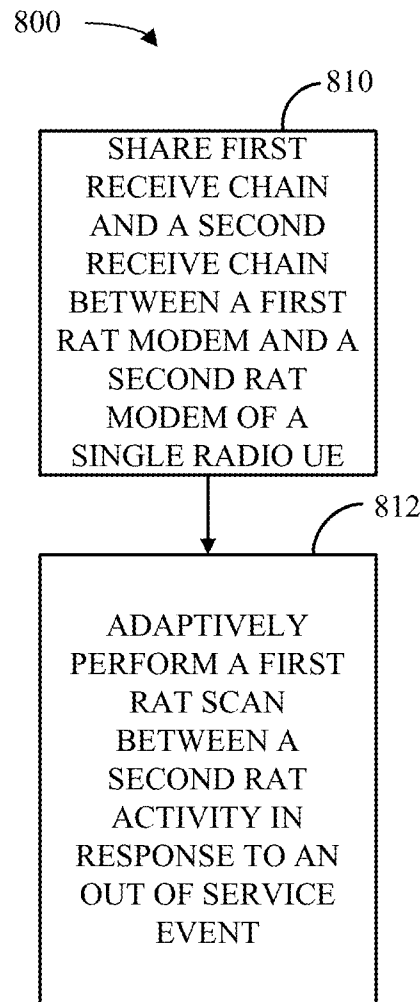 800
810
SHARE FIRST
RECEIVE CHAIN
AND A SECOND
RECEIVE CHAIN
BETWEEN A FIRST
RAT MODEM AND A
SECOND RAT
MODEM OF A
SINGLE RADIO UE
812
ADAPTIVELY
PERFORM A FIRST
RAT SCAN
BETWEEN A
SECOND RAT
ACTIVITY IN
RESPONSE TO AN
OUT OF SERVICE
EVENT